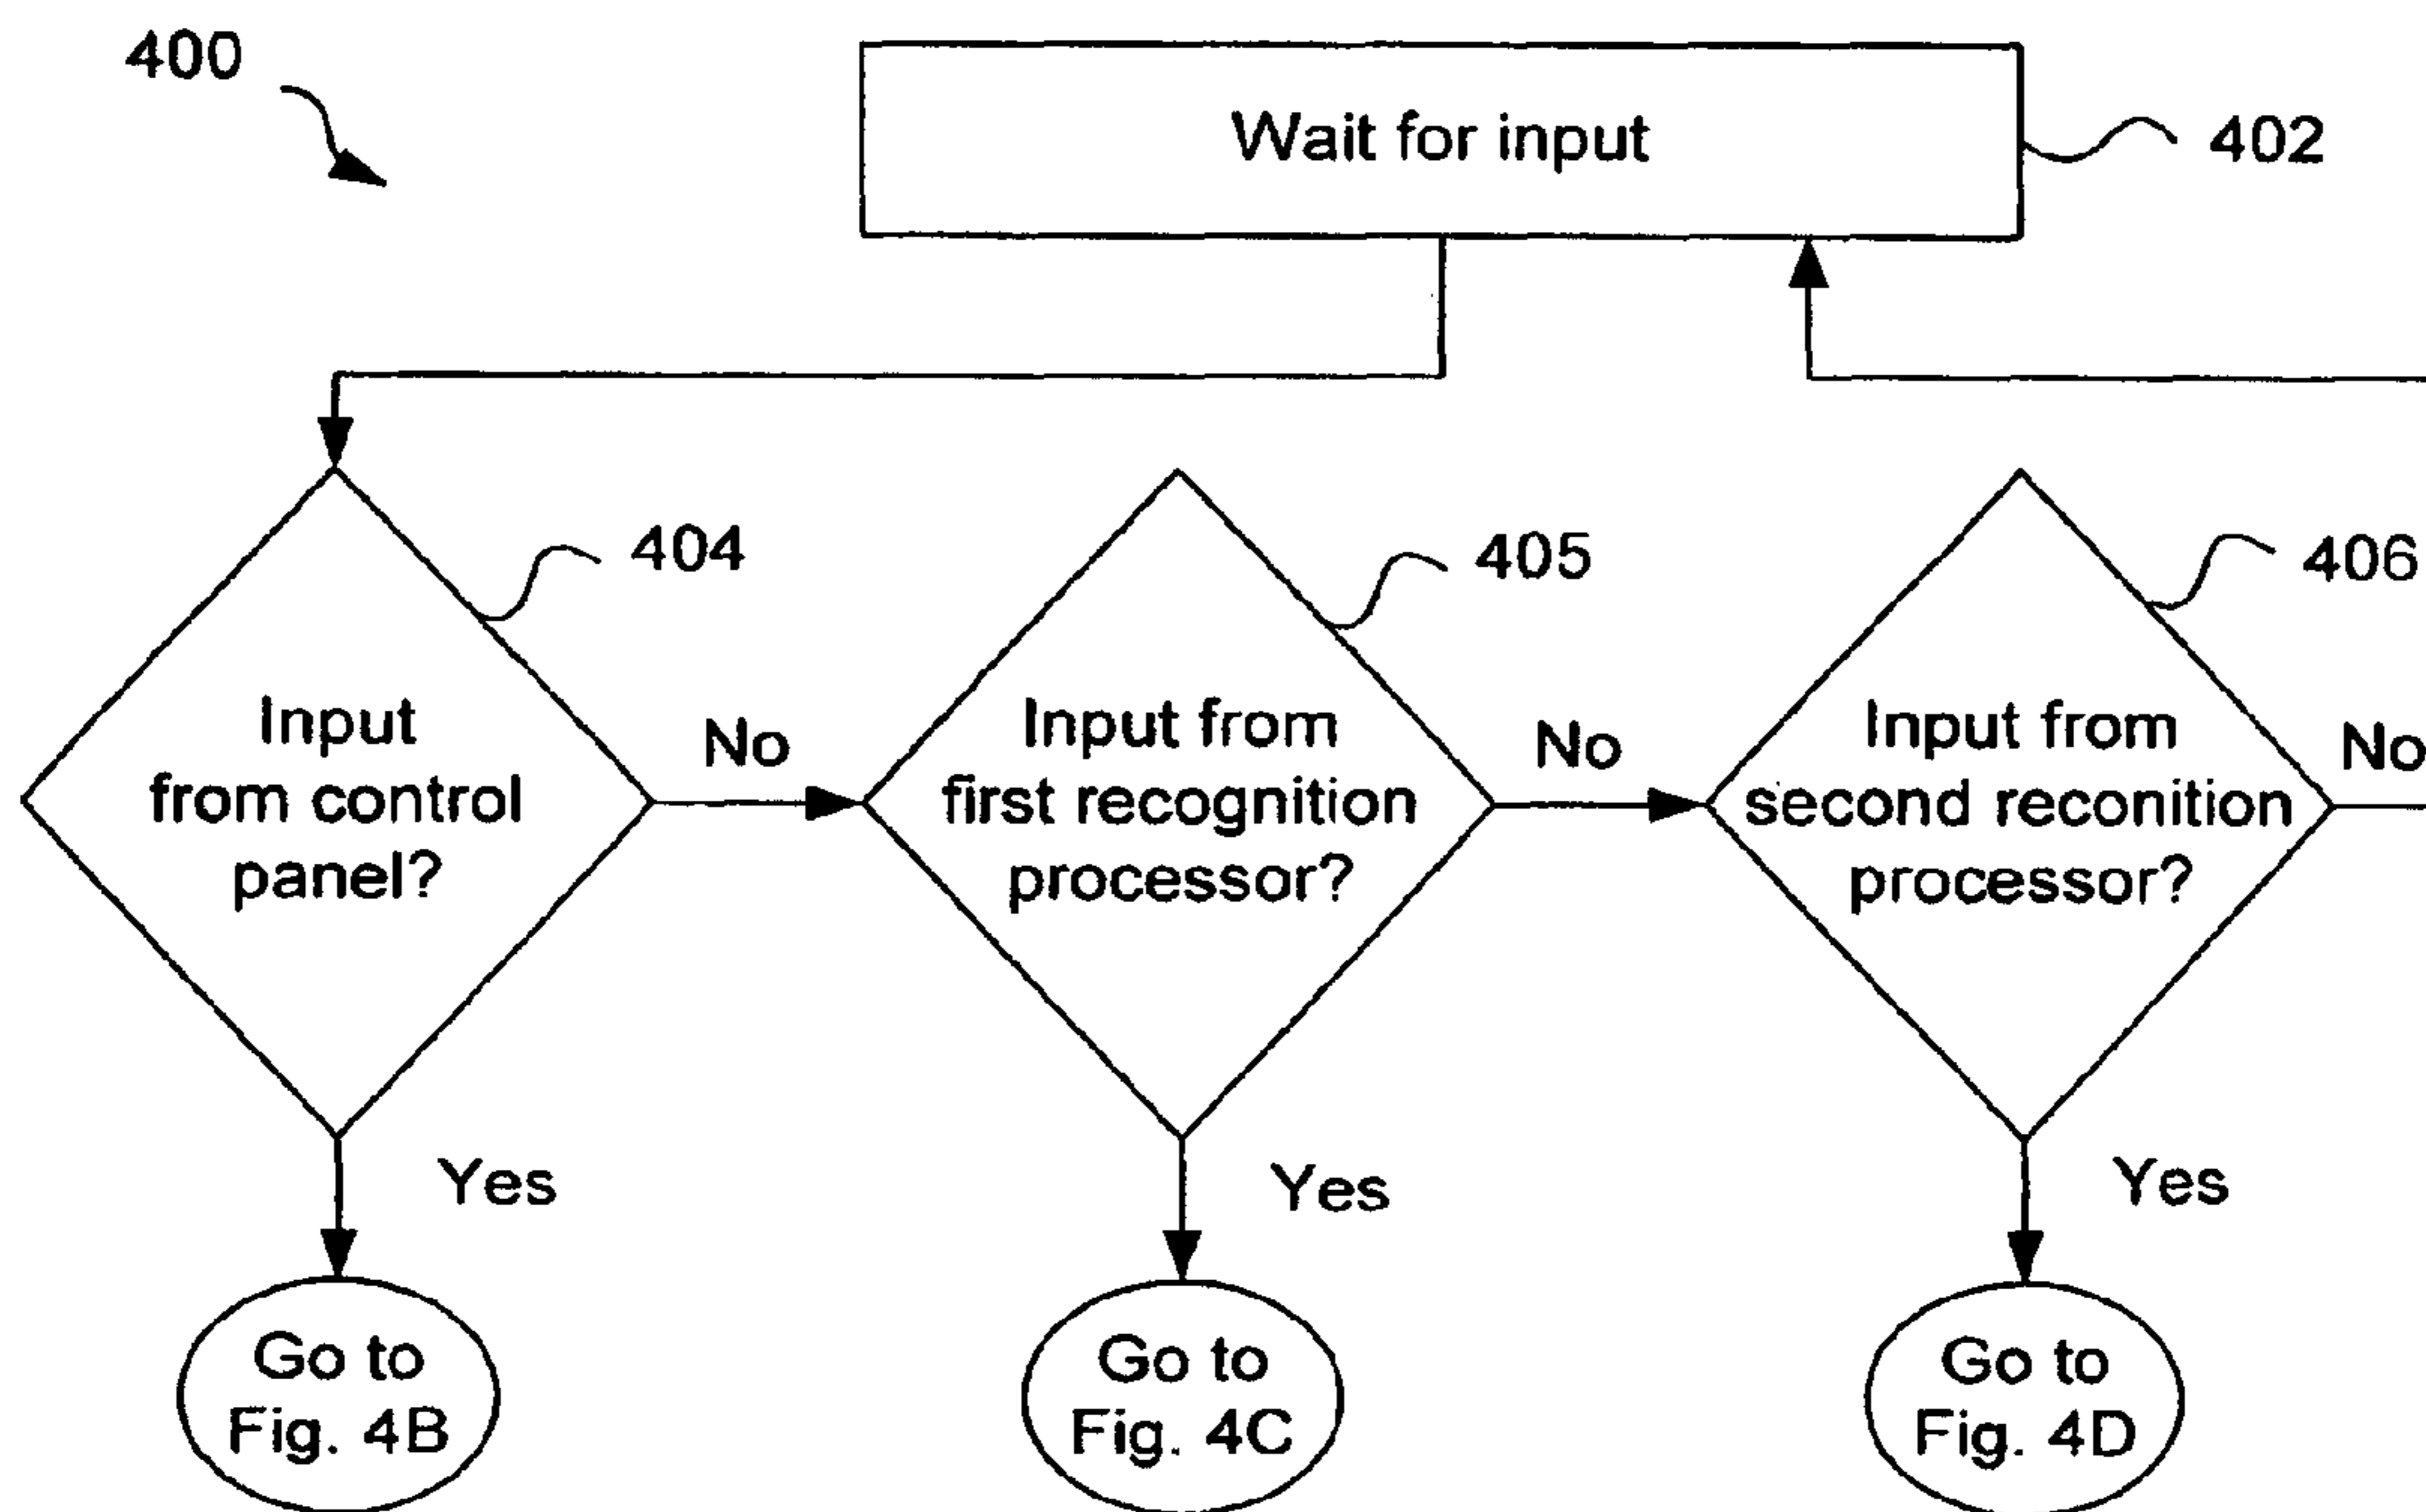 400
Wait for input
402
404
405
406
Input
from control
panel?
No
Input from
first recognition
processor?
No
Input from
second reconition
processor?
No
Yes
Yes
Yes
Go to
Fig. 4B
Go to
Fig. 4C
Go to
Fig. 4D